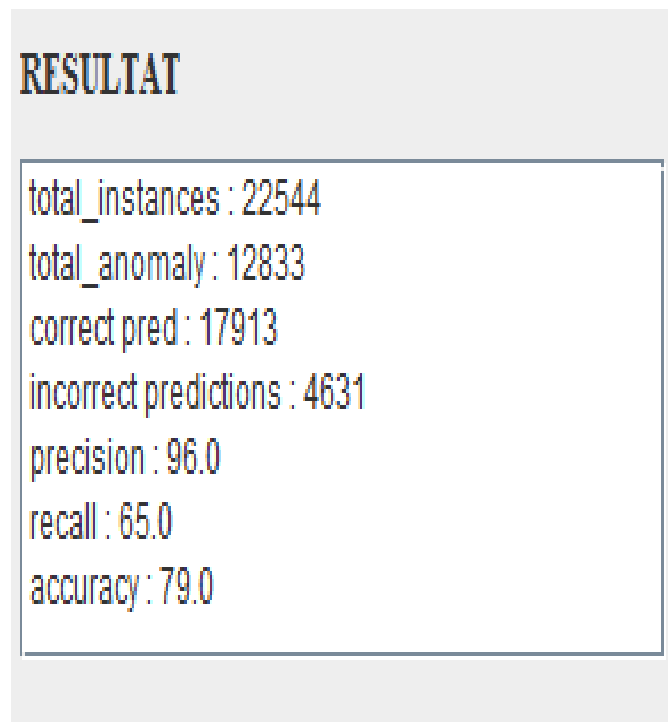 RESULTAT
total_instances : 22544
total_anomaly : 12833
correct pred : 17913
incorrect predictions : 4631
precision : 96.0
recall : 65.0
accuracy : 79.0